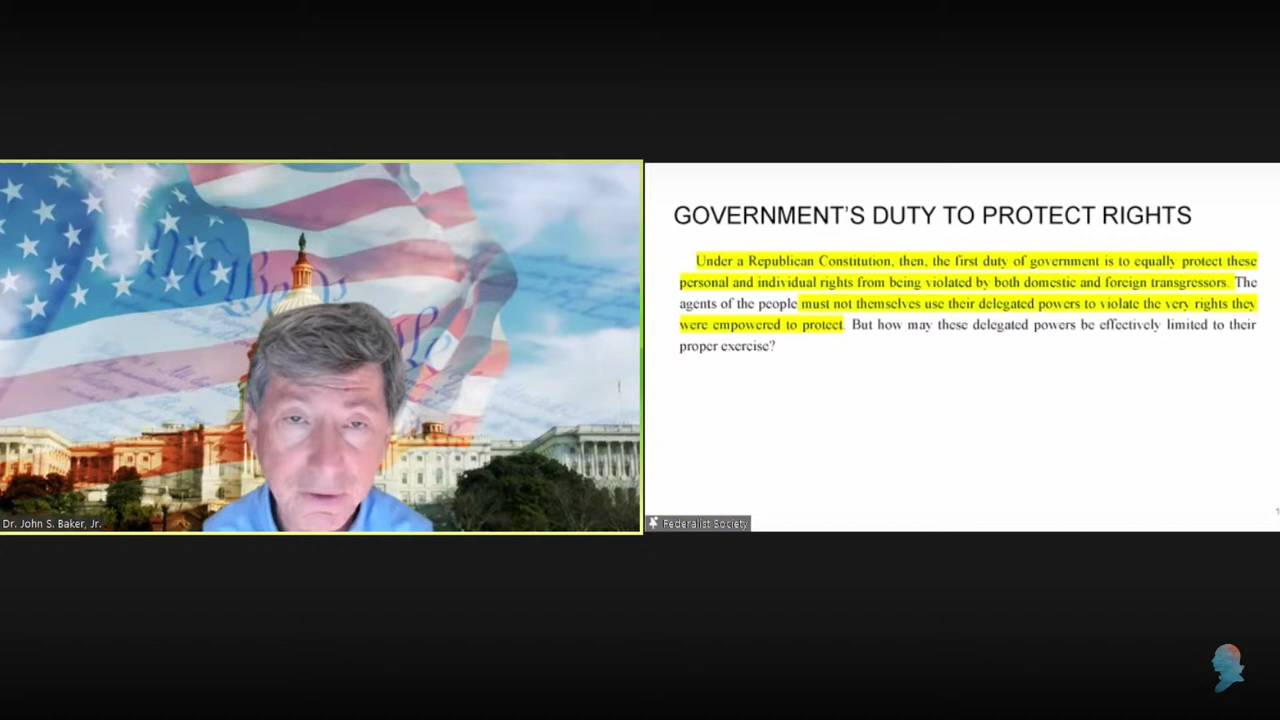 We the
Dr. John S. Baker, Jr.
GOVERNMENT'S DUTY TO PROTECT RIGHTS
Under a Republican Constitution, then, the first duty of government is to equally protect these
personal and individual rights from being violated by both domestic and foreign transgressors. The
agents of the people must not themselves use their delegated powers to violate the very rights they
were empowered to protect. But how may these delegated powers be effectively limited to their
proper exercise?
1
Federalist Society